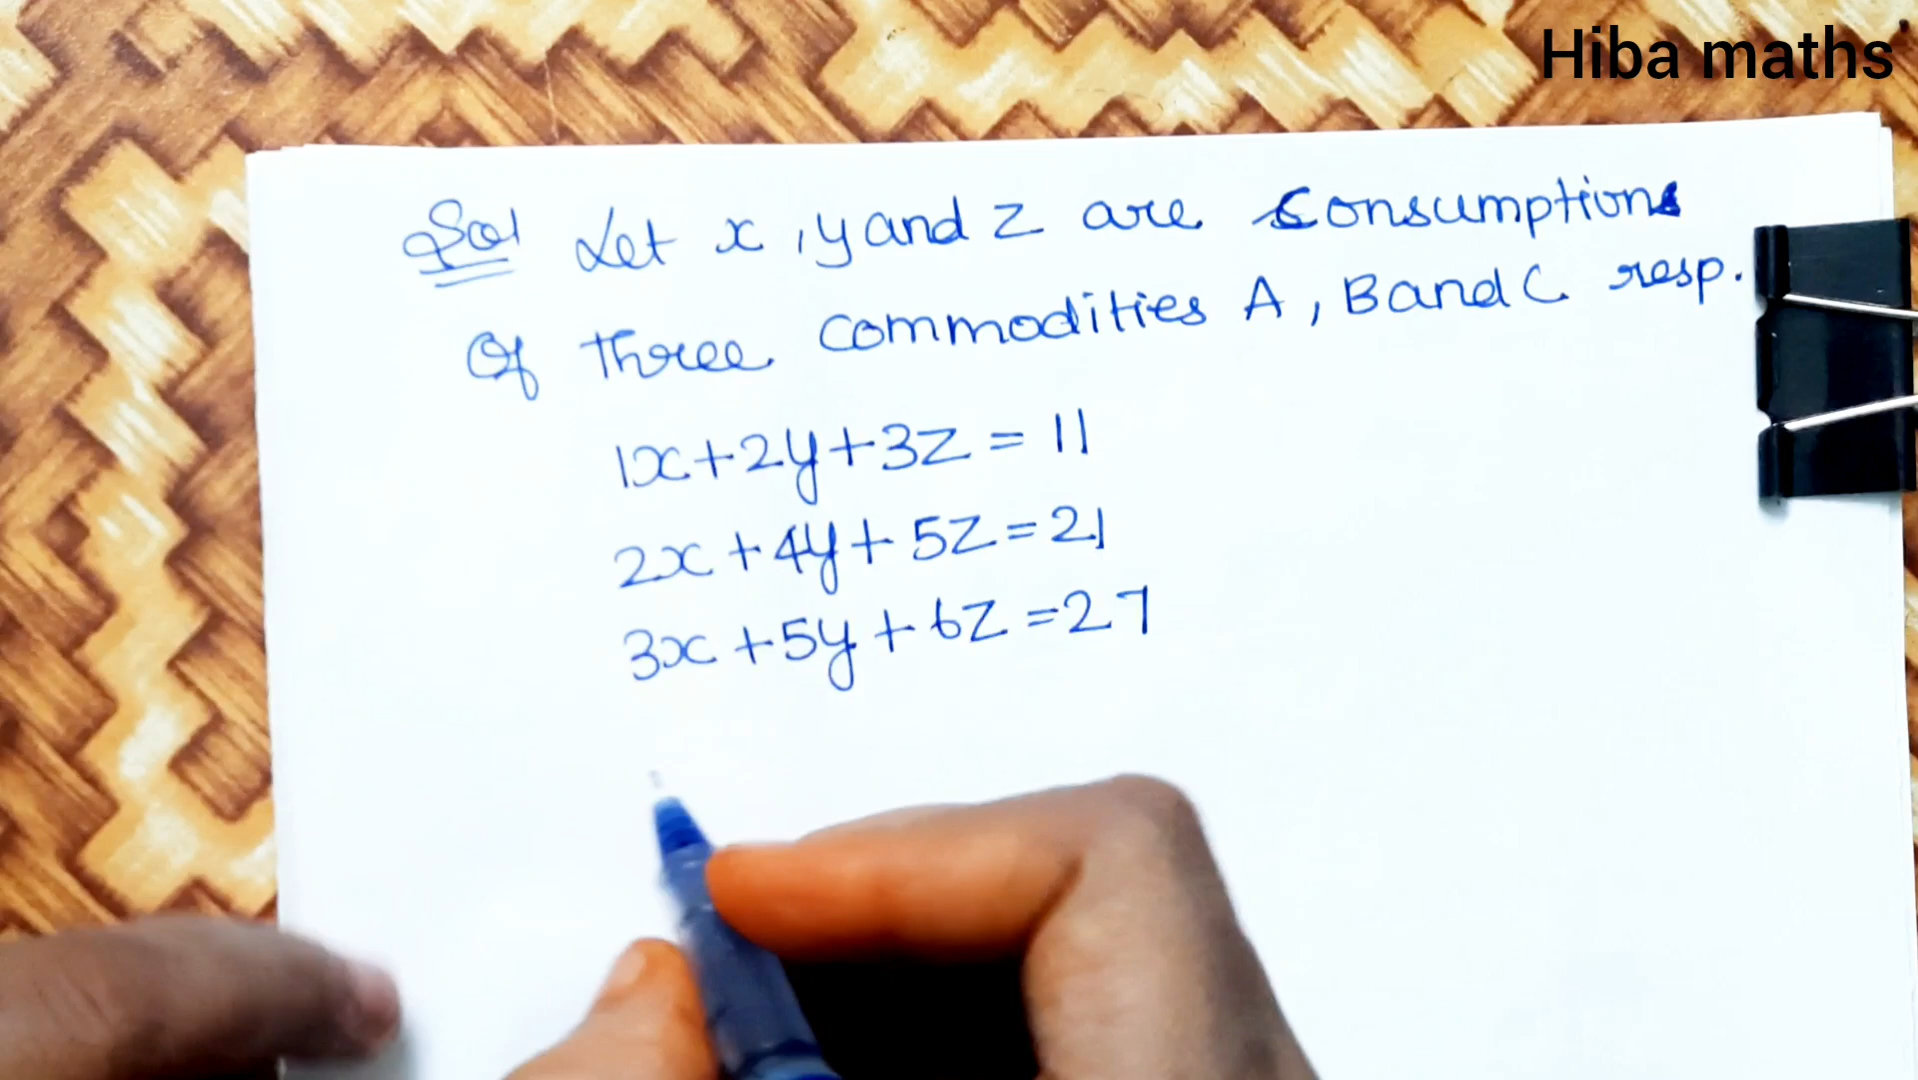 Hiba maths
Sol Let x, y and z are Consumptions
Of three Commodities A, B and C resp.
1x+2y+3z = 11
2x+4y+5z=21
3x+5y+6z=27